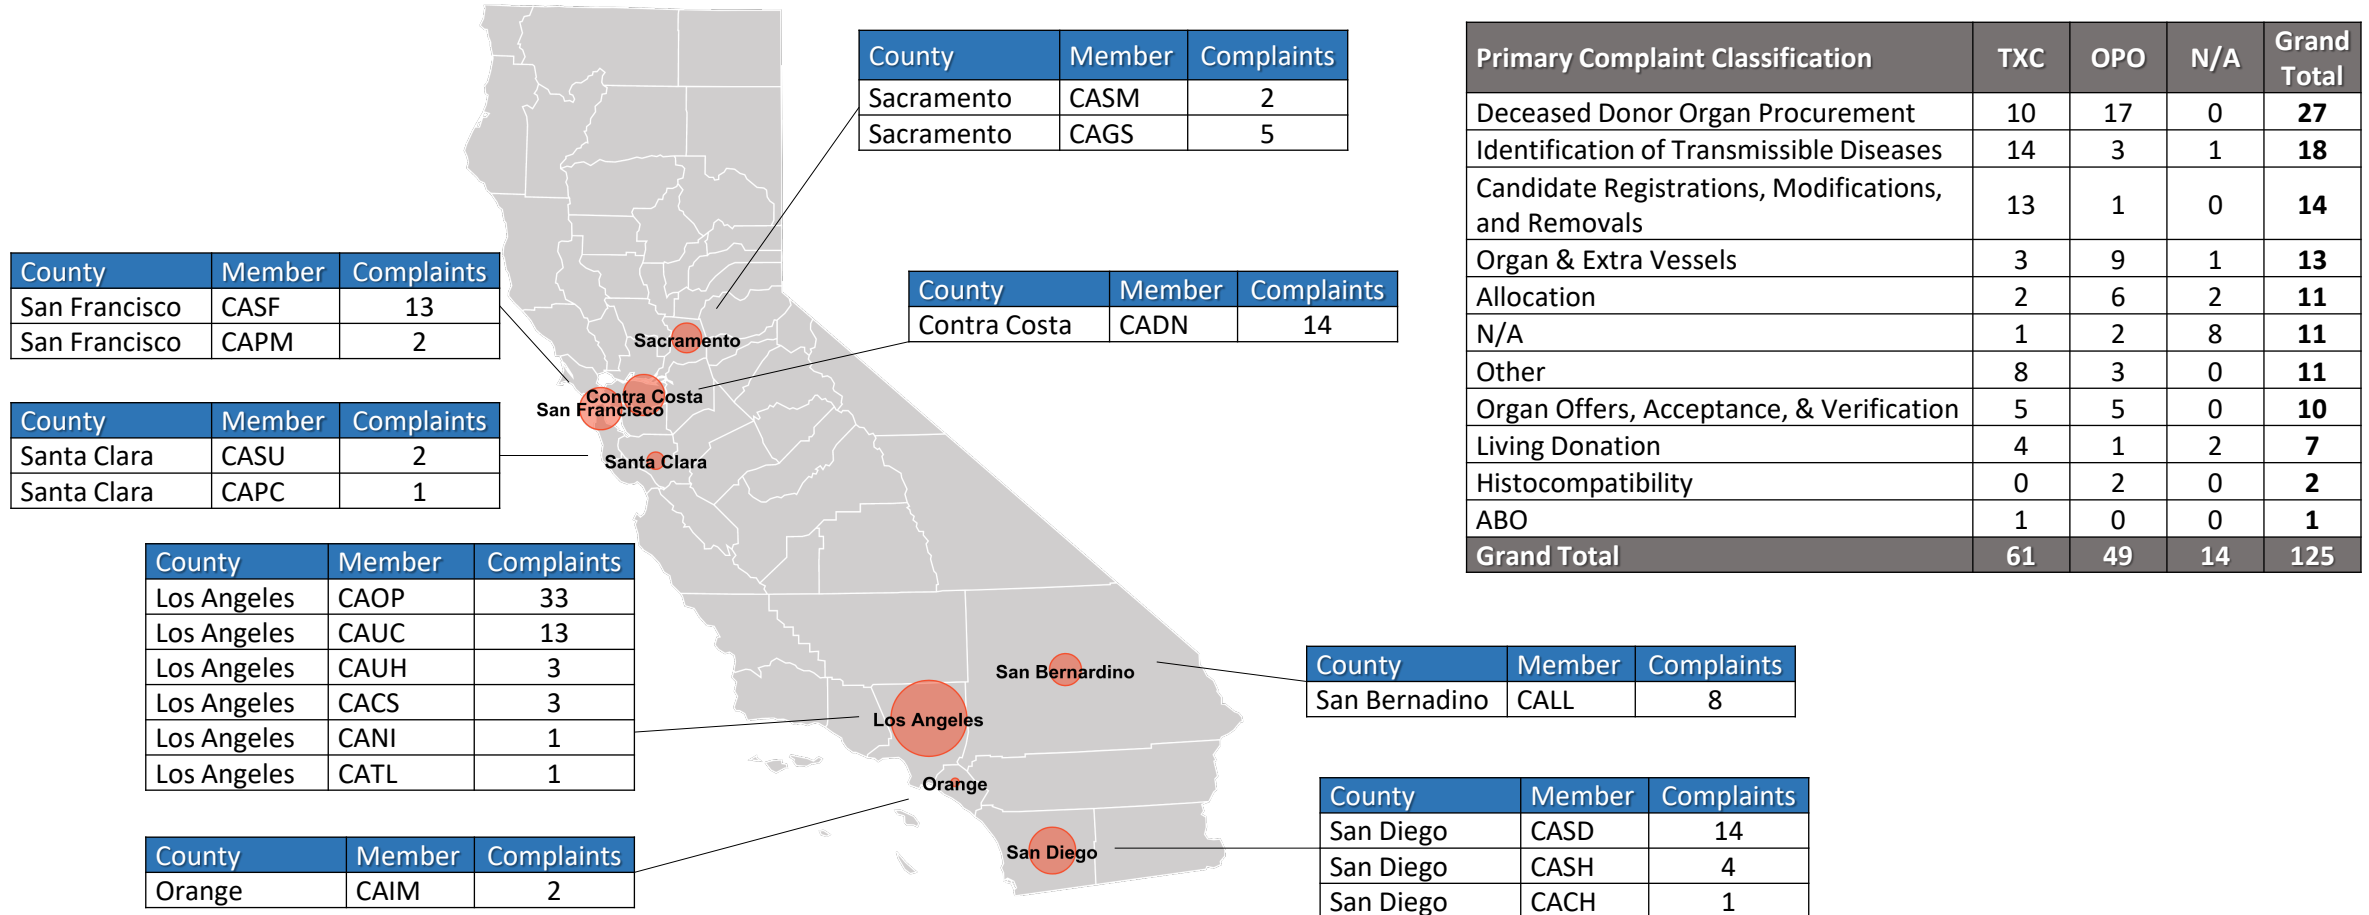 County Member Complaints
Sacramento CASM 2
Sacramento CAGS 5
Primary Complaint Classification TXC OPO N/A Grand
Total
Deceased Donor Organ Procurement 10 17 0 27
Identification of Transmissible Diseases 14 3 1 18
Candidate Registrations, Modifications,
and Removals 13 1 0 14
Organ & Extra Vessels 3 9 1 13
Allocation 2 6 2 11
N/A 1 2 8 11
Other 8 3 0 11
Organ Offers, Acceptance, & Verification 5 5 0 10
Living Donation 4 1 2 7
Histocompatibility 0 2 0 2
ABO 1 0 0 1
Grand Total 61 49 14 125
County Member Complaints
San Francisco CASF 13
San Francisco CAPM 2
County Member Complaints
Contra Costa CADN 14
Sacramento
Contra Costa
San Francisco
Santa Clara
County Member Complaints
Santa Clara CASU 2
Santa Clara CAPC 1
County Member Complaints
Los Angeles CAOP 33
Los Angeles CAUC 13
Los Angeles CAUH 3
Los Angeles CACS 3
Los Angeles CANI 1
Los Angeles CATL 1
San Bernardino
Los Angeles
Orange
San Diego
County Member Complaints
San Bernadino CALL 8
County Member Complaints
Orange CAIM 2
County Member Complaints
San Diego CASD 14
San Diego CASH 4
San Diego CACH 1